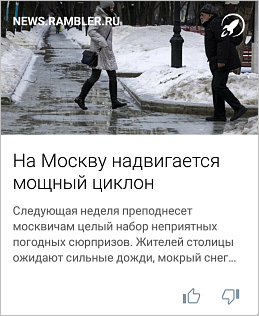 NEWS.RAMBLER.RU
На Москву надвигается
мощный циклон
Следующая неделя преподнесет
москвичам целый набор неприятных
погодных сюрпризов. Жителей столицы
ожидают сильные дожди, мокрый снег…